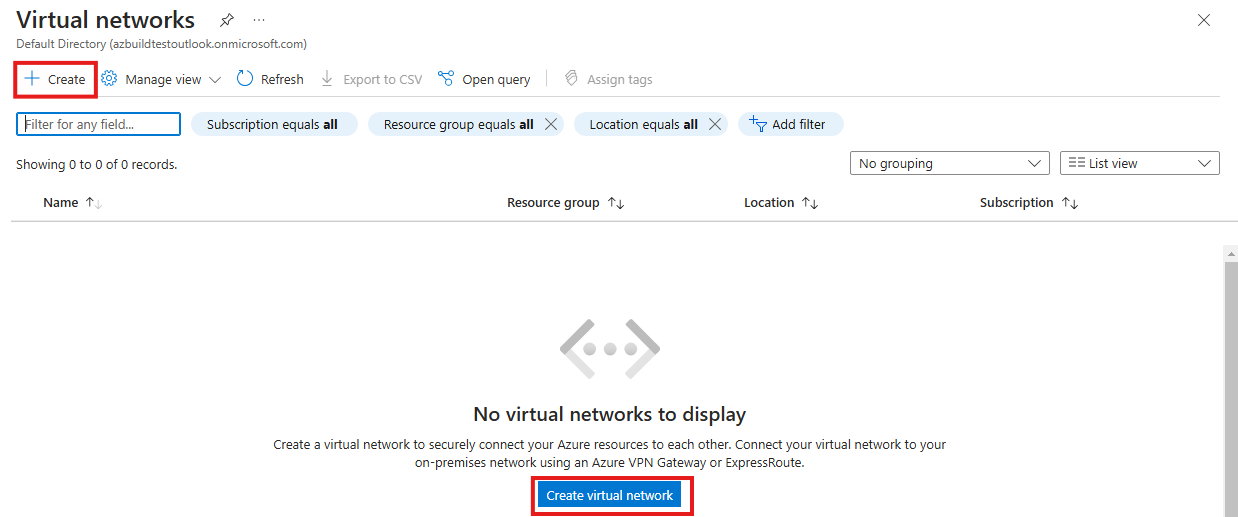 Virtual networks
...
Default Directory (azbuildtestoutlook.onmicrosoft.com)
Create Manage view Refresh Export to CSV Open query Assign tags
Filter for any field... Subscription equals all Resource group equals all Location equals all Add filter
Showing 0 to 0 of 0 records. No grouping List view
Name Resource group Location Subscription
No virtual networks to display
Create a virtual network to securely connect your Azure resources to each other. Connect your virtual network to your
on-premises network using an Azure VPN Gateway or ExpressRoute.
Create virtual network